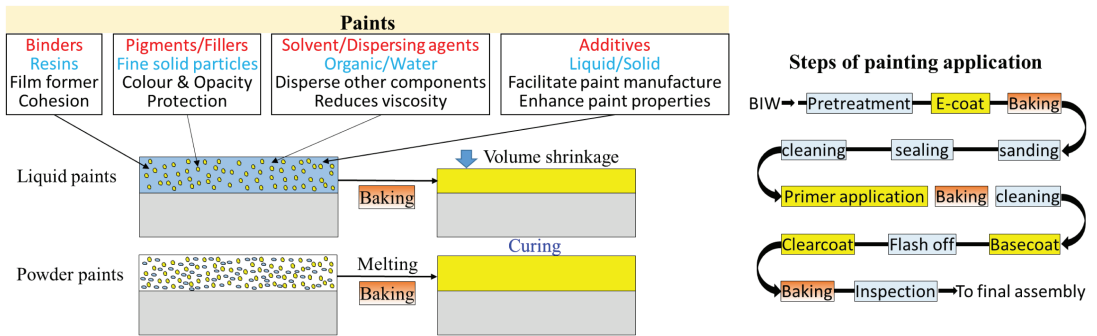 Paints
Binders
Resins
Film former
Cohesion
Pigments/Fillers
Fine solid particles
Colour & Opacity
Protection
Solvent/Dispersing agents
Organic/Water
Disperse other components
Reduces viscosity
Additives
Liquid/Solid
Facilitate paint manufacture
Enhance paint properties
Liquid paints
Baking
Volume shrinkage
Powder paints
Melting
Baking
Curing
Steps of painting application
BIW Pretreatment E-coat Baking
cleaning sealing sanding
Primer application Baking cleaning
Clearcoat Flash off Basecoat
Baking Inspection To final assembly